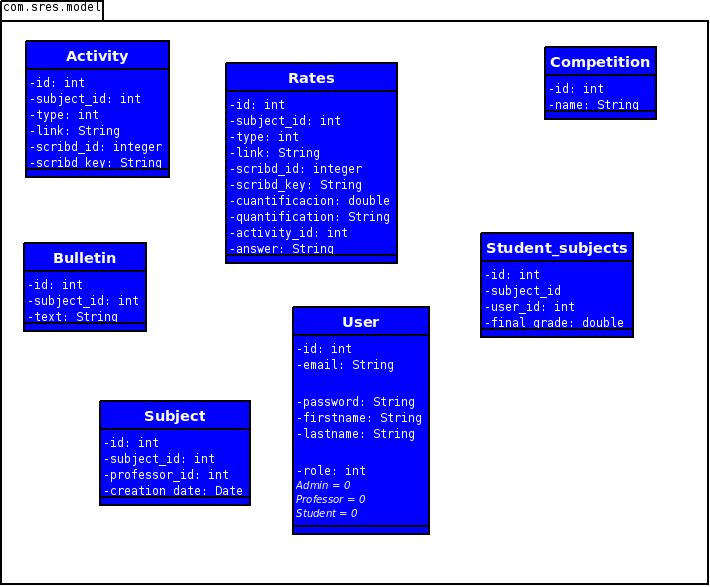 com.sres.model
Activity
-id: int
-subject_id: int
-type: int
-link: String
-scribd_id: integer
-scribd_key: String
Rates
-id: int
-subject_id: int
-type: int
-link: String
-scribd_id: integer
-scribd_key: String
-cuantificacion: double
-quantification: String
-activity_id: int
-answer: String
Competition
-id: int
-name: String
Bulletin
-id: int
-subject_id: int
-text: String
Student_subjects
-id: int
-subject_id
-user_id: int
-final_grade: double
User
-id: int
-email: String
-password: String
-firstname: String
-lastname: String
-role: int
Admin = 0
Professor = 0
Student = 0
Subject
-id: int
-subject_id: int
-professor_id: int
-creation_date: Date